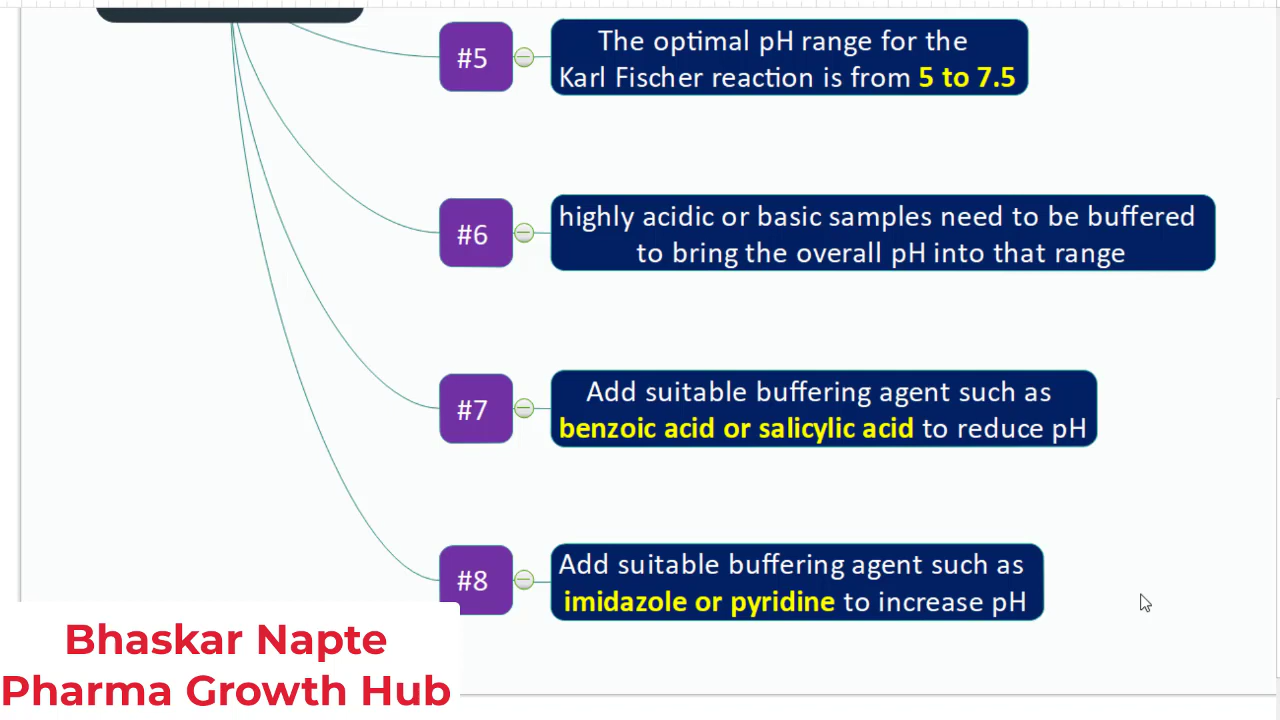 #5
The optimal pH range for the
Karl Fischer reaction is from 5 to 7.5
#6
highly acidic or basic samples need to be buffered
to bring the overall pH into that range
#7
Add suitable buffering agent such as
benzoic acid or salicylic acid to reduce pH
#8
Add suitable buffering agent such as
imidazole or pyridine to increase pH
Bhaskar Napte
Pharma Growth Hub